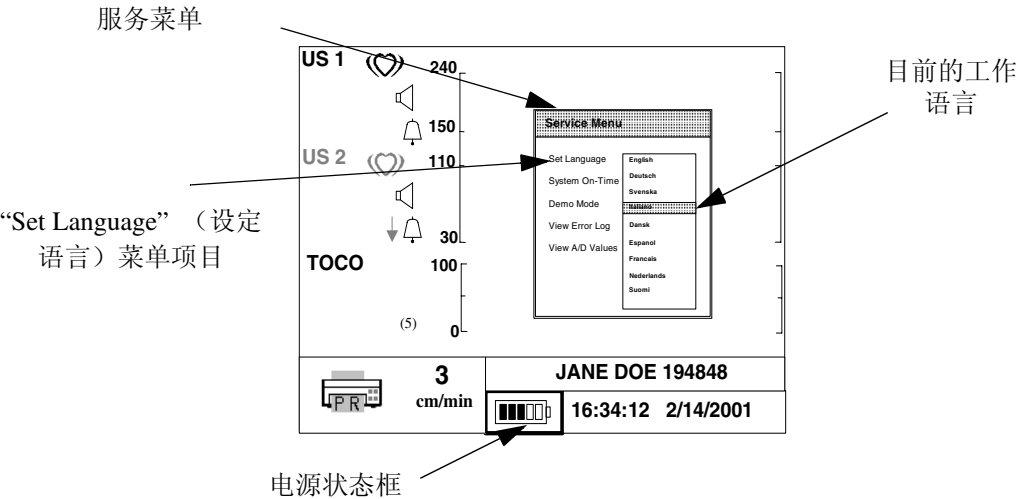 服务菜单
目前的工作
语言
“Set Language” （设定
语言）菜单项目
US 1
240
150
110
30
US 2
TOCO
100
(5)
0
Service Menu
Set Language
System On-Time
Demo Mode
View Error Log
View A/D Values
English
Deutsch
Svenska
Italiano
Dansk
Espanol
Francais
Nederlands
Suomi
PR
3
cm/min
JANE DOE 194848
16:34:12 2/14/2001
电源状态框